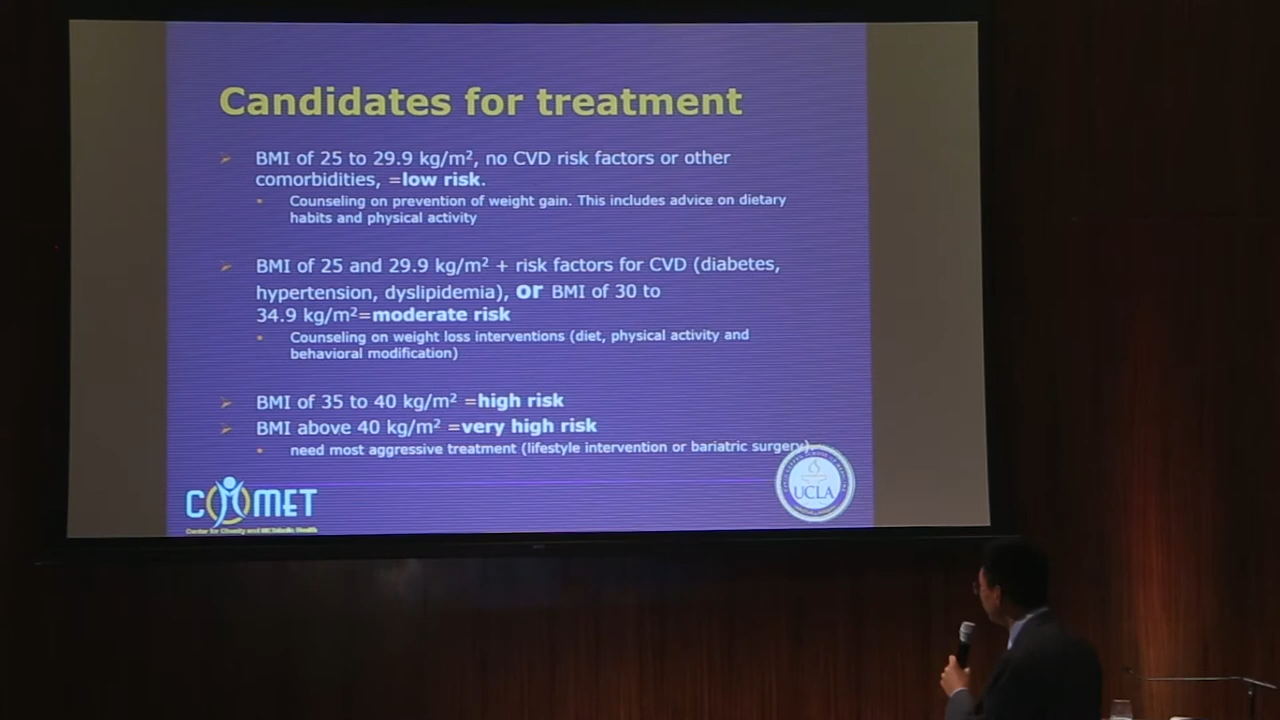 Candidates for treatment
BMI of 25 to 29.9 kg/m², no CVD risk factors or other
comorbidities, =low risk.
Counseling on prevention of weight gain. This includes advice on dietary
habits and physical activity
BMI of 25 and 29.9 kg/m² + risk factors for CVD (diabetes,
hypertension, dyslipidemia), or BMI of 30 to
34.9 kg/m²=moderate risk
Counseling on weight loss interventions (diet, physical activity and
behavioral modification)
BMI of 35 to 40 kg/m² =high risk
BMI above 40 kg/m² =very high risk
need most aggressive treatment (lifestyle intervention or bariatric surgery).
COMET
Center for Obesity and METabolic Health
UCLA